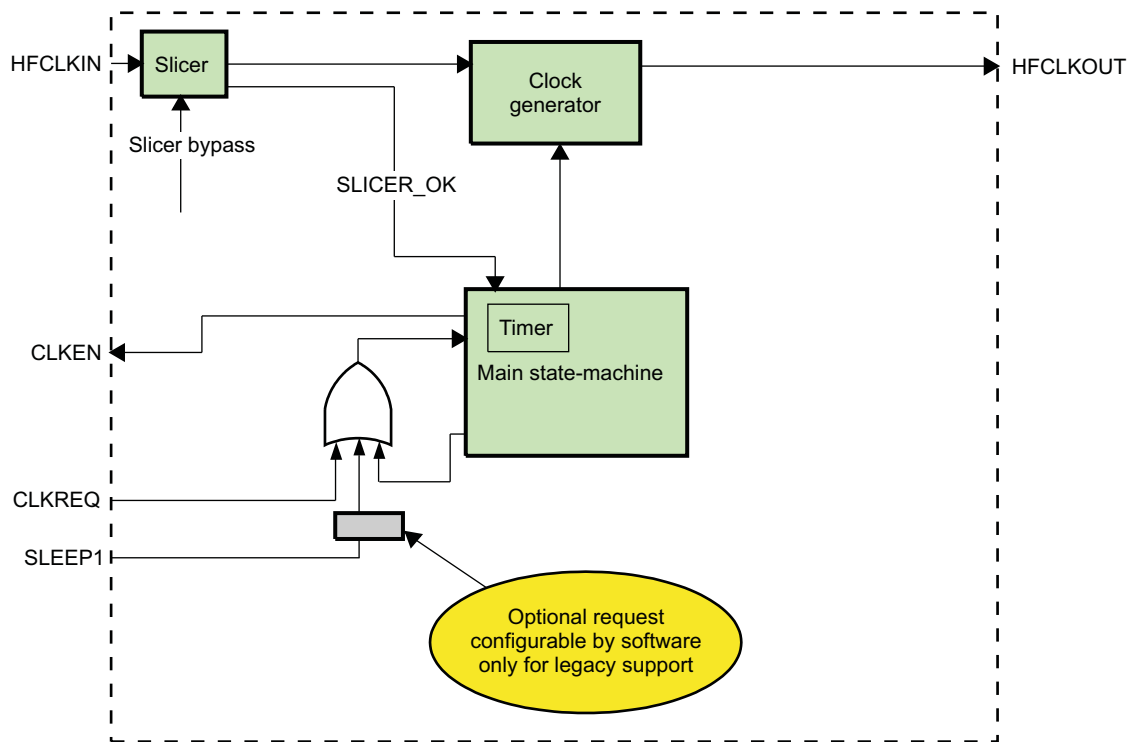 HFCLKIN
Slicer
Clock
generator
HFCLKOUT
Slicer bypass
SLICER_OK
Timer
CLKEN
Main state-machine
CLKREQ
SLEEP1
Optional request
configurable by software
only for legacy support